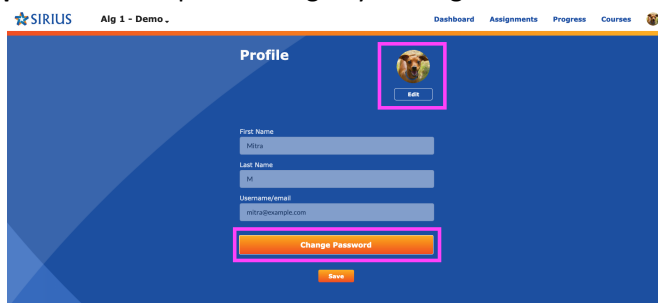 SIRIUS Alg 1 - Demo Dashboard Assignments Progress Courses
Profile
Edit
First Name
Mitra
Last Name
M
Username/email
mitra@example.com
Change Password
Save